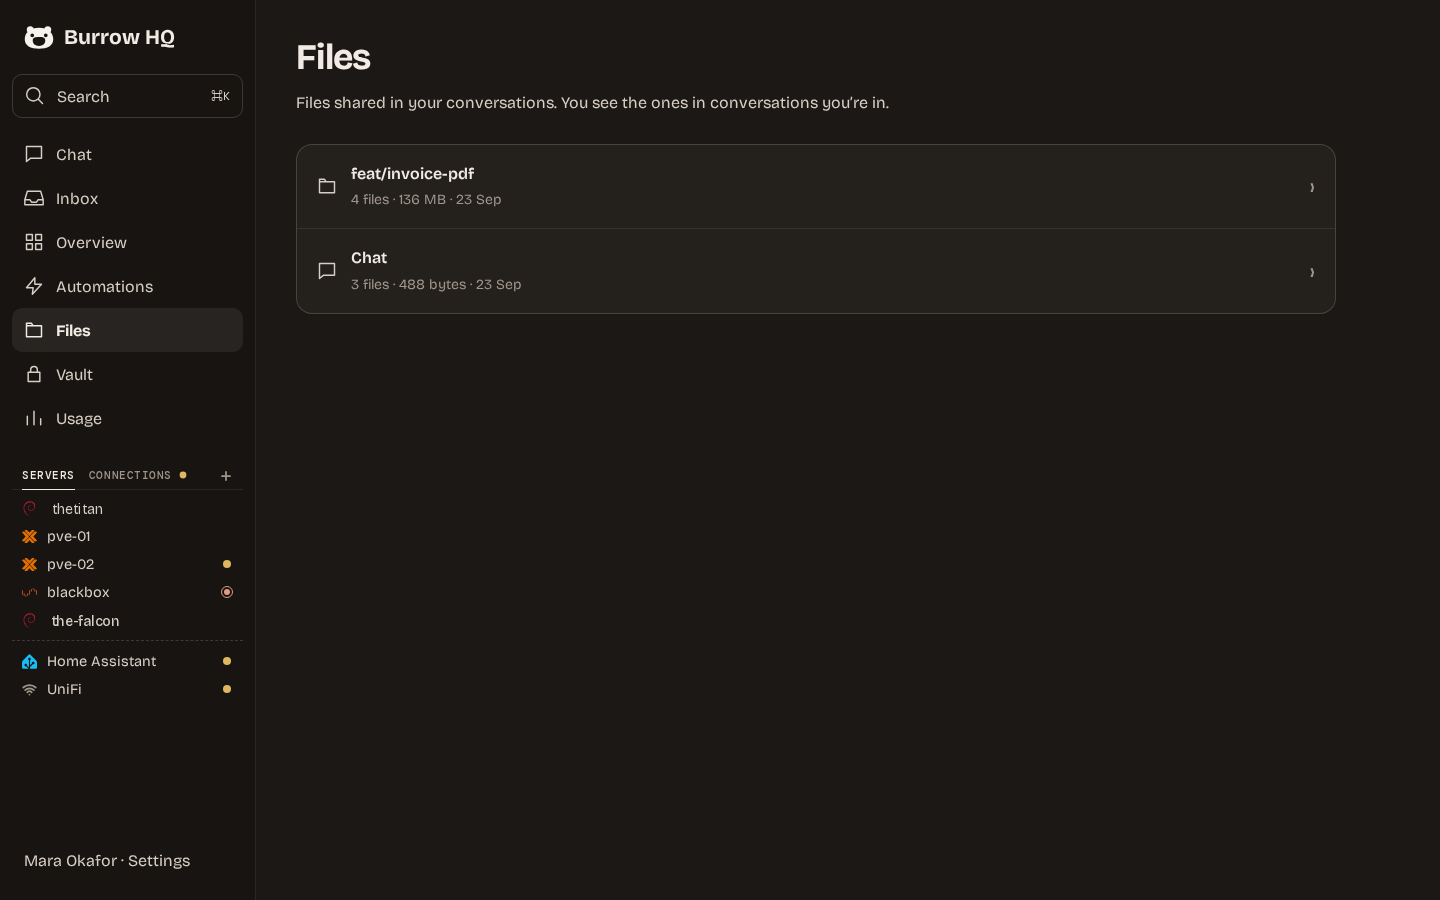 Burrow HQ
Search ⌘K
Chat
Inbox
Overview
Automations
Files
Vault
Usage
SERVERS CONNECTIONS +
thetitan
pve-01
pve-02
blackbox
the-falcon
Home Assistant
UniFi
Mara Okafor · Settings
Files
Files shared in your conversations. You see the ones in conversations you’re in.
feat/invoice-pdf
4 files · 136 MB · 23 Sep
Chat
3 files · 488 bytes · 23 Sep